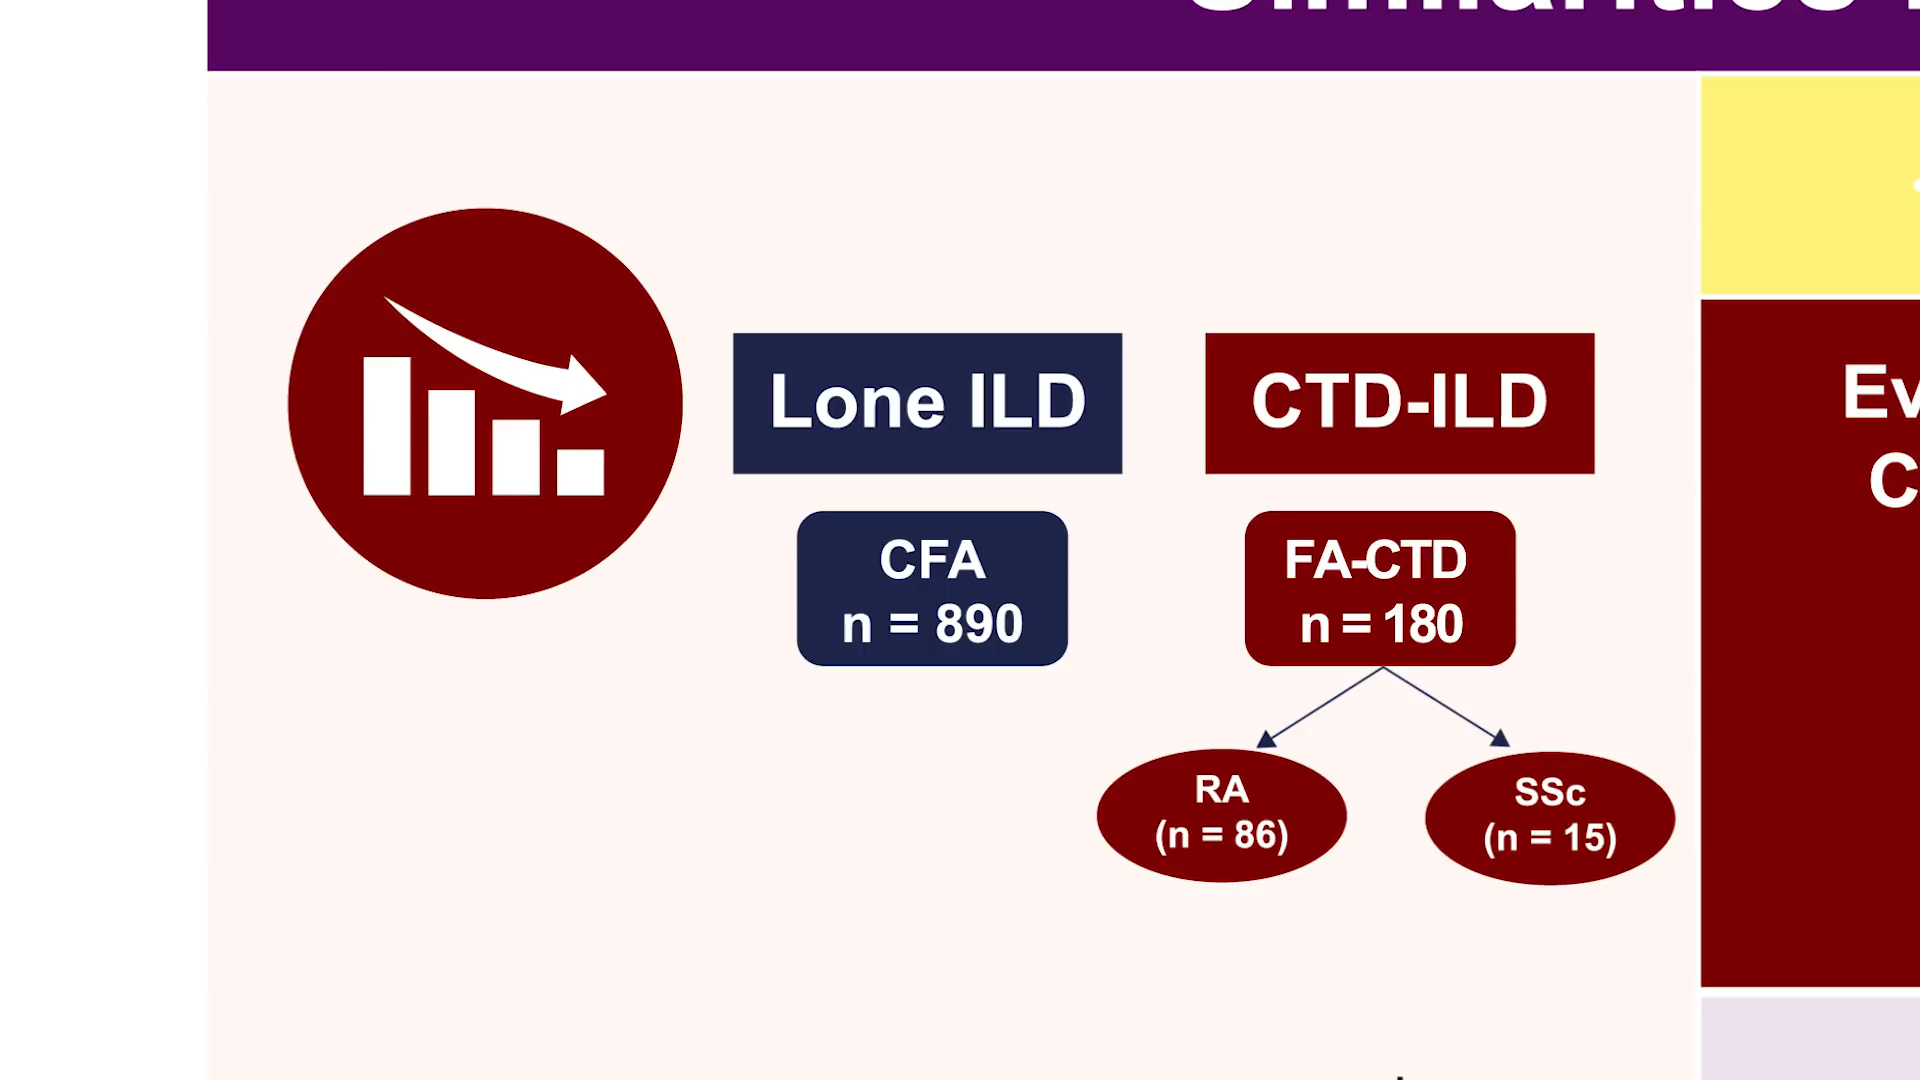 Lone ILD
CTD-ILD
CFA
n = 890
FA-CTD
n = 180
RA
(n = 86)
SSc
(n = 15)